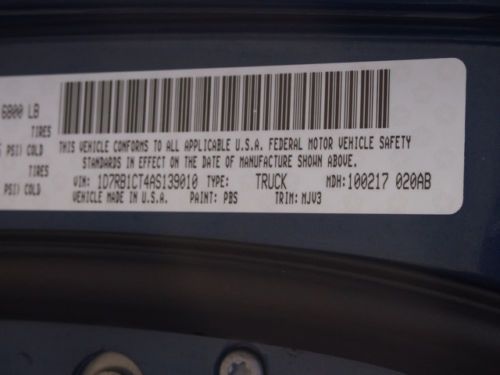 6800 LB
TIRES
PSI) COLD
TIRES
PSI) COLD
THIS VEHICLE CONFORMS TO ALL APPLICABLE U.S.A. FEDERAL MOTOR VEHICLE SAFETY
STANDARDS IN EFFECT ON THE DATE OF MANUFACTURE SHOWN ABOVE.
VIN: 1D7RB1CT4AS139010 TYPE: TRUCK MDH: 100217 020AB
VEHICLE MADE IN U.S.A. PAINT: PBS TRIM: MJV3